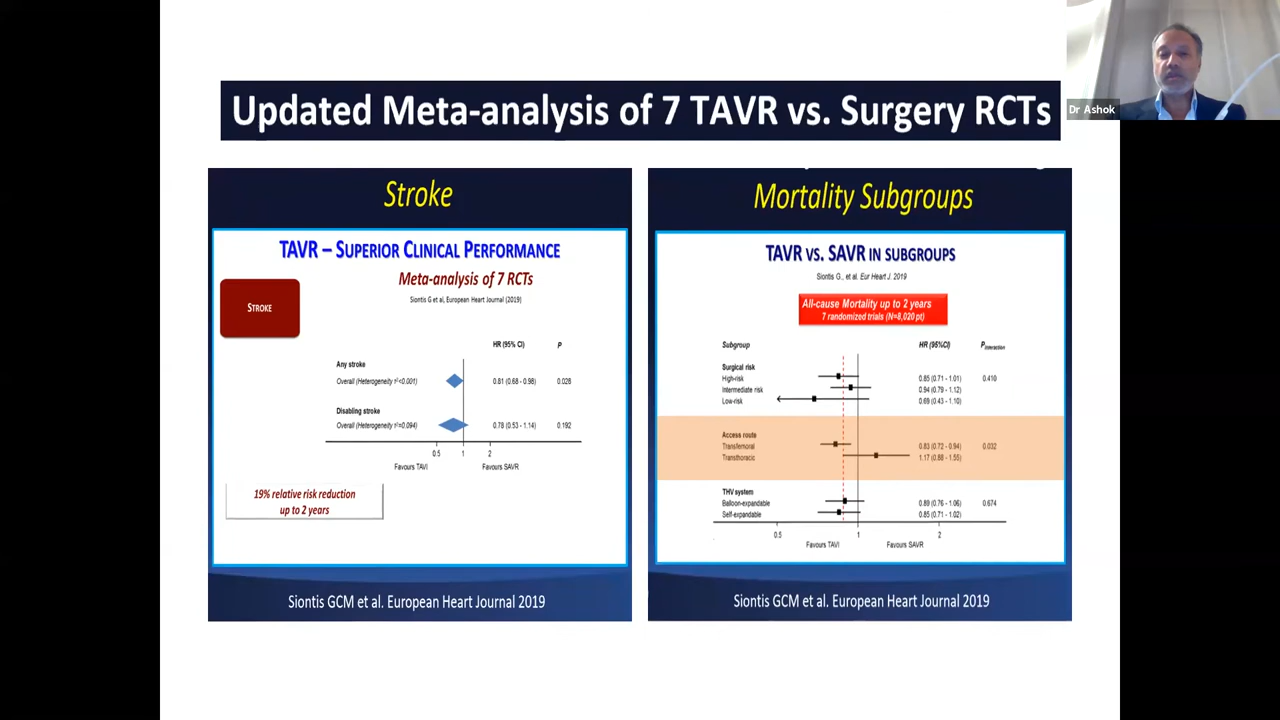 Updated Meta-analysis of 7 TAVR vs. Surgery RCTs
Dr Ashok
Stroke
TAVR – SUPERIOR CLINICAL PERFORMANCE
Meta-analysis of 7 RCTs
STROKE
Siontis G et al, European Heart Journal (2019)
HR (95% CI) P
Any stroke
Overall (Heterogeneity τ²<0.001) 0.81 (0.68 - 0.98) 0.028
Disabling stroke
Overall (Heterogeneity τ²=0.094) 0.78 (0.53 - 1.14) 0.192
0.5 1 2
Favours TAVI Favours SAVR
19% relative risk reduction
up to 2 years
Siontis GCM et al. European Heart Journal 2019
Mortality Subgroups
TAVR VS. SAVR IN SUBGROUPS
Siontis G., et al. Eur Heart J. 2019
All-cause Mortality up to 2 years
7 randomized trials (N=8,020 pt)
Subgroup HR (95%CI) Pinteraction
Surgical risk
High-risk 0.85 (0.71 - 1.01) 0.410
Intermediate risk 0.94 (0.79 - 1.12)
Low-risk 0.69 (0.43 - 1.10)
Access route
Transfemoral 0.83 (0.72 - 0.94) 0.032
Transthoracic 1.17 (0.88 - 1.55)
THV system
Balloon-expandable 0.89 (0.76 - 1.06) 0.674
Self-expandable 0.85 (0.71 - 1.02)
0.5 1 2
Favours TAVI Favours SAVR
Siontis GCM et al. European Heart Journal 2019